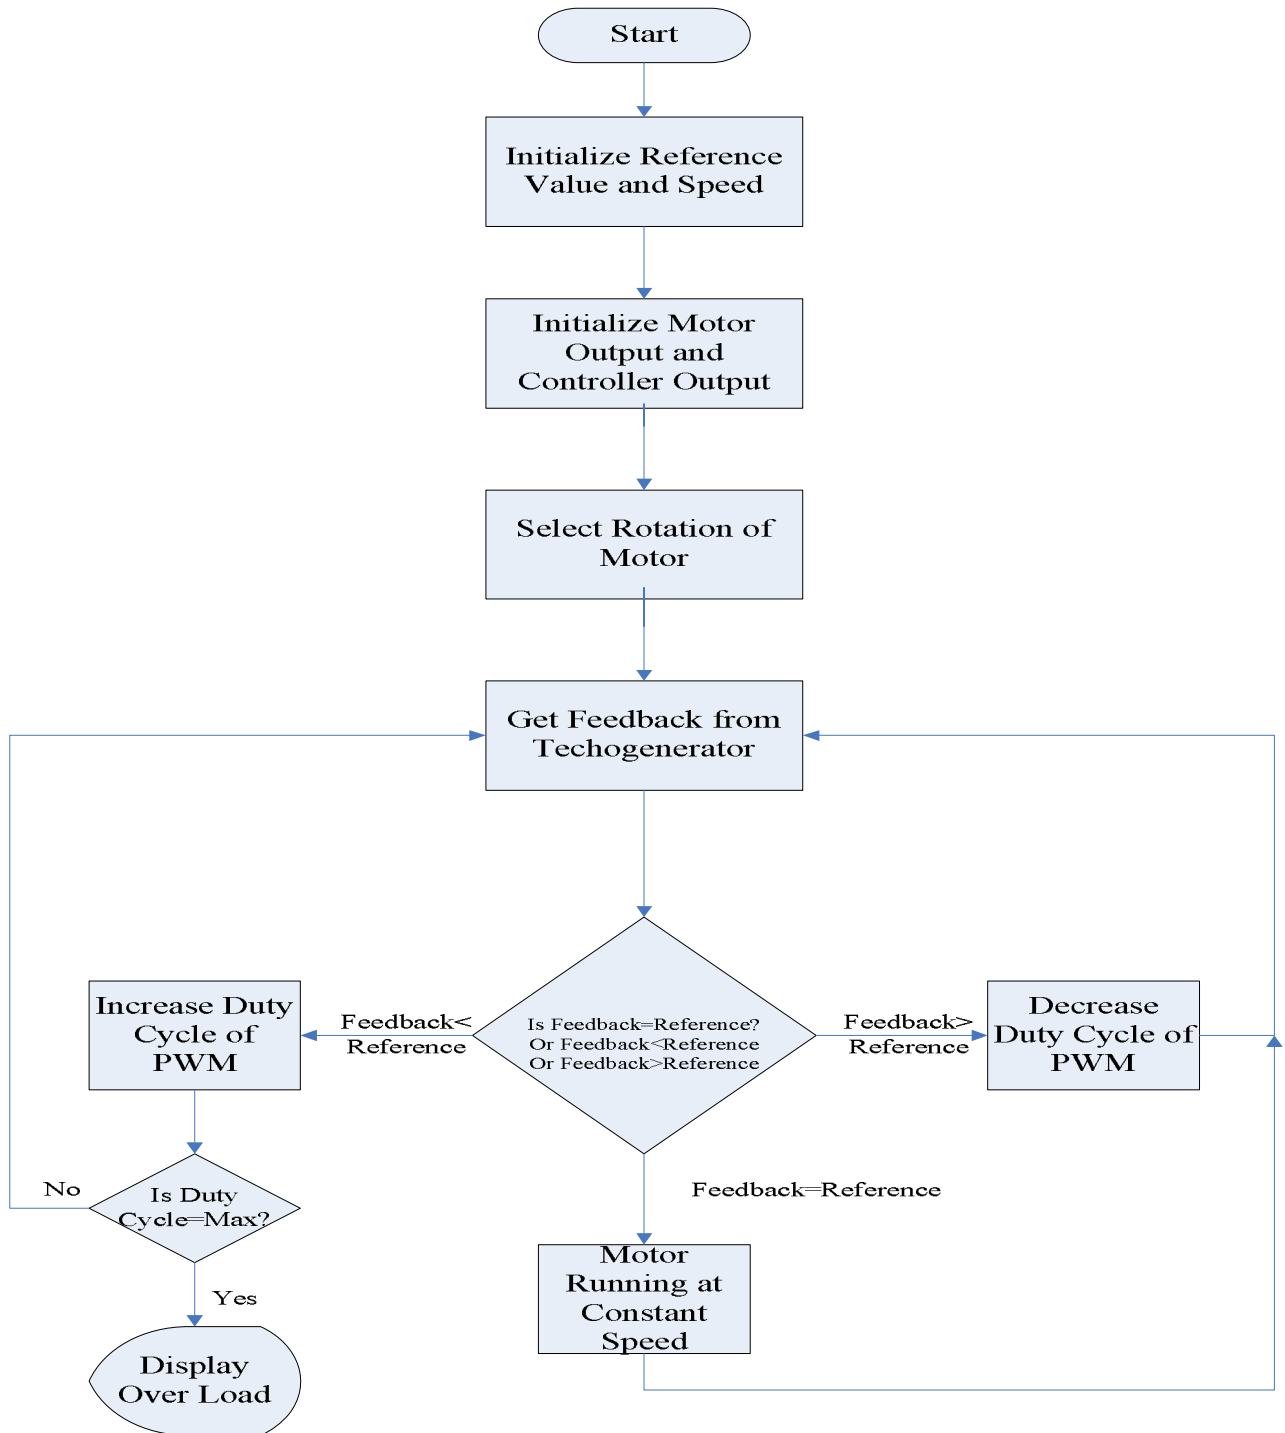 Start
Initialize Reference
Value and Speed
Initialize Motor
Output and
Controller Output
Select Rotation of
Motor
Get Feedback from
Techogenerator
Is Feedback=Reference?
Or Feedback<Reference
Or Feedback>Reference
Feedback<
Reference
Increase Duty
Cycle of
PWM
Feedback>
Reference
Decrease
Duty Cycle of
PWM
No
Is Duty
Cycle=Max?
Yes
Display
Over Load
Feedback=Reference
Motor
Running at
Constant
Speed